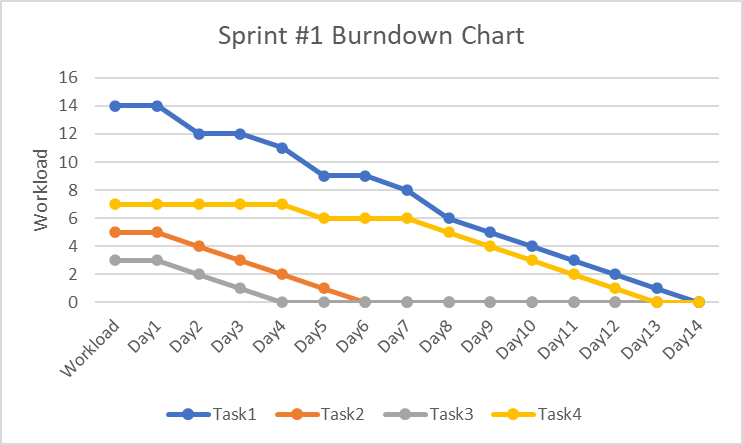 Sprint #1 Burndown Chart
Workload
16
14
12
10
8
6
4
2
0
Workload Day1 Day2 Day3 Day4 Day5 Day6 Day7 Day8 Day9 Day10 Day11 Day12 Day13 Day14
Task1 Task2 Task3 Task4